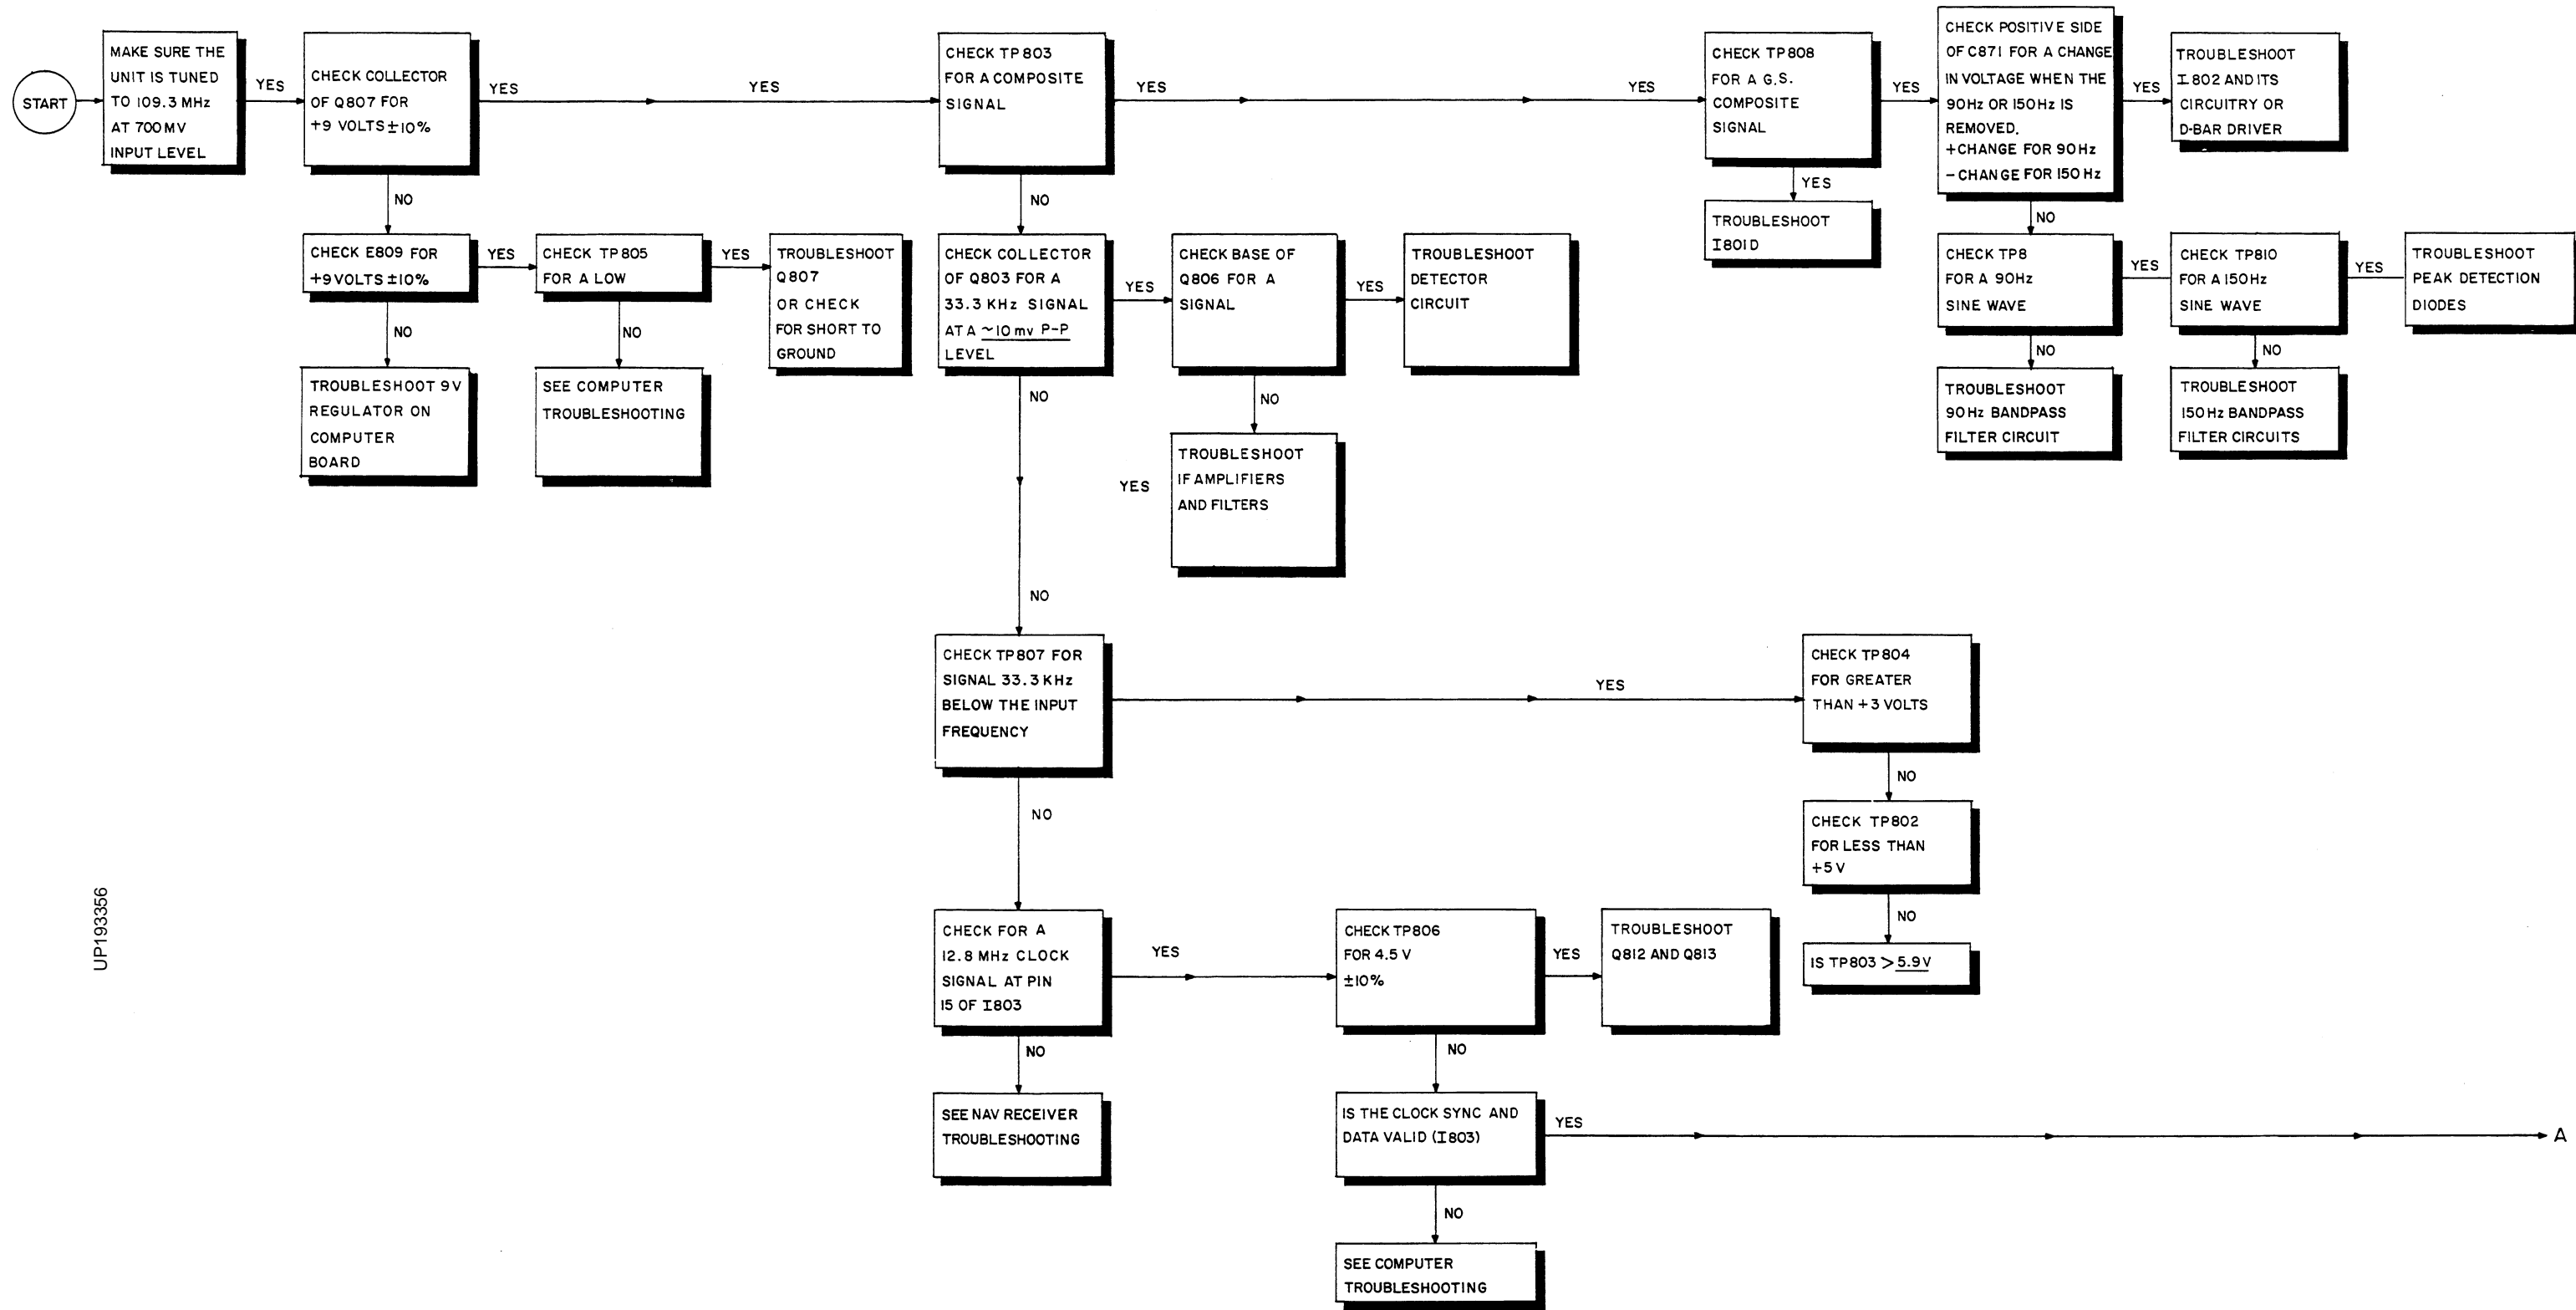 START
MAKE SURE THE
UNIT IS TUNED
TO 109.3 MHz
AT 700MV
INPUT LEVEL
YES
CHECK COLLECTOR
OF Q807 FOR
+9 VOLTS ±10%
YES
YES
CHECK TP 803
FOR A COMPOSITE
SIGNAL
YES
YES
CHECK TP808
FOR A G.S.
COMPOSITE
SIGNAL
YES
CHECK POSITIVE SIDE
OF C871 FOR A CHANGE
IN VOLTAGE WHEN THE
90Hz OR 150Hz IS
REMOVED.
+CHANGE FOR 90Hz
-CHANGE FOR 150 Hz
YES
TROUBLESHOOT
I 802 AND ITS
CIRCUITRY OR
D-BAR DRIVER
NO
NO
YES
TROUBLESHOOT
I801D
NO
CHECK E809 FOR
+9VOLTS ±10%
YES
CHECK TP805
FOR A LOW
YES
TROUBLESHOOT
Q807
OR CHECK
FOR SHORT TO
GROUND
CHECK COLLECTOR
OF Q803 FOR A
33.3 KHz SIGNAL
AT A ~10 mv P-P
LEVEL
YES
CHECK BASE OF
Q806 FOR A
SIGNAL
YES
TROUBLESHOOT
DETECTOR
CIRCUIT
CHECK TP8
FOR A 90Hz
SINE WAVE
YES
CHECK TP810
FOR A 150Hz
SINE WAVE
YES
TROUBLESHOOT
PEAK DETECTION
DIODES
NO
NO
NO
NO
TROUBLESHOOT 9V
REGULATOR ON
COMPUTER
BOARD
SEE COMPUTER
TROUBLESHOOTING
NO
NO
TROUBLESHOOT
90Hz BANDPASS
FILTER CIRCUIT
TROUBLESHOOT
150Hz BANDPASS
FILTER CIRCUITS
YES
TROUBLESHOOT
IF AMPLIFIERS
AND FILTERS
NO
CHECK TP807 FOR
SIGNAL 33.3 KHz
BELOW THE INPUT
FREQUENCY
YES
CHECK TP804
FOR GREATER
THAN +3 VOLTS
NO
NO
CHECK TP802
FOR LESS THAN
+5 V
NO
IS TP803 > 5.9V
CHECK FOR A
12.8 MHz CLOCK
SIGNAL AT PIN
15 OF I803
YES
CHECK TP806
FOR 4.5 V
±10%
YES
TROUBLESHOOT
Q812 AND Q813
NO
NO
SEE NAV RECEIVER
TROUBLESHOOTING
IS THE CLOCK SYNC AND
DATA VALID (I803)
YES
A
NO
SEE COMPUTER
TROUBLESHOOTING
UP193356